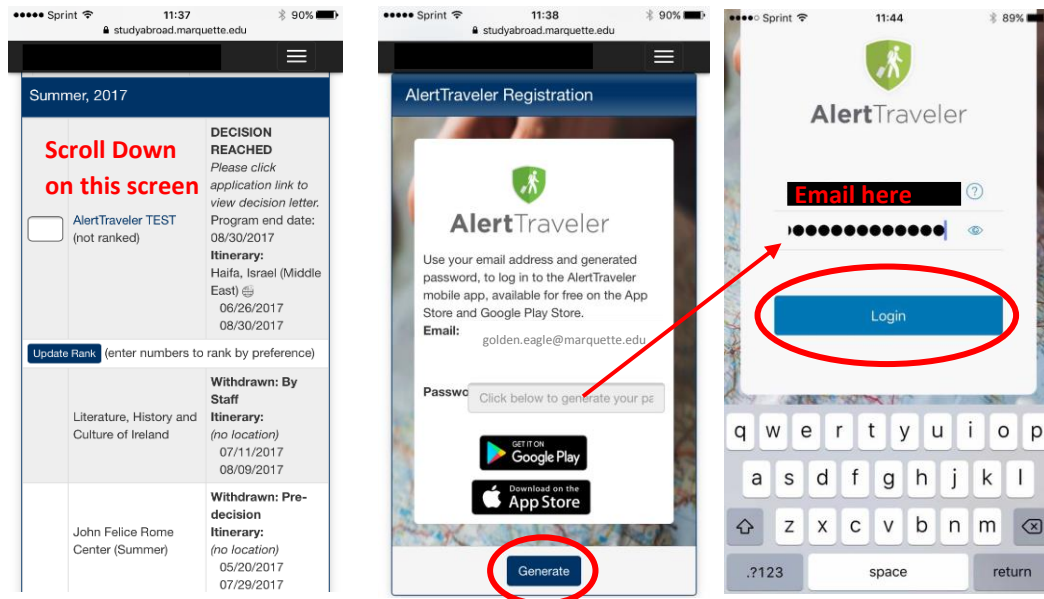 Sprint 11:37 90%
studyabroad.marquette.edu
Summer, 2017
Scroll Down
on this screen
AlertTraveler TEST
(not ranked)
DECISION
REACHED
Please click
application link to
view decision letter.
Program end date:
08/30/2017
Itinerary:
Haifa, Israel (Middle
East)
06/26/2017
08/30/2017
Update Rank (enter numbers to rank by preference)
Literature, History and
Culture of Ireland
Withdrawn: By
Staff
Itinerary:
(no location)
07/11/2017
08/09/2017
John Felice Rome
Center (Summer)
Withdrawn: Pre-
decision
Itinerary:
(no location)
05/20/2017
07/29/2017
Sprint 11:38 90%
studyabroad.marquette.edu
AlertTraveler Registration
AlertTraveler
Use your email address and generated
password, to log in to the AlertTraveler
mobile app, available for free on the App
Store and Google Play Store.
Email:
golden.eagle@marquette.edu
Passwo Click below to generate your pa
GET IT ON
Google Play
Download on the
App Store
Generate
Sprint 11:44 89%
AlertTraveler
Email here ?
Login
q w e r t y u i o p
a s d f g h j k l
z x c v b n m
.?123 space return